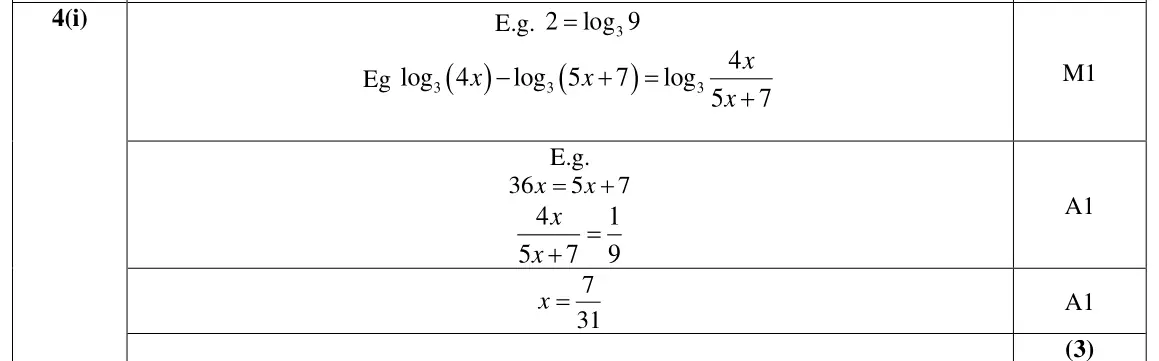 4(i)
E.g. 2 = log₃ 9
Eg log₃ (4x) − log₃ (5x + 7) = log₃ 4x/(5x + 7)
M1
E.g.
36x = 5x + 7
4x/(5x + 7) = 1/9
A1
x = 7/31
A1
(3)